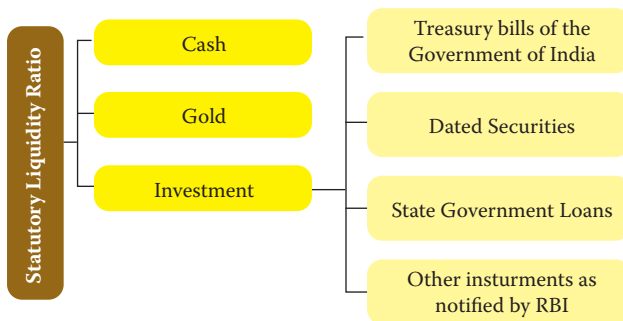 Statutory Liquidity Ratio
Cash
Gold
Investment
Treasury bills of the
Government of India
Dated Securities
State Government Loans
Other insturments as
notified by RBI